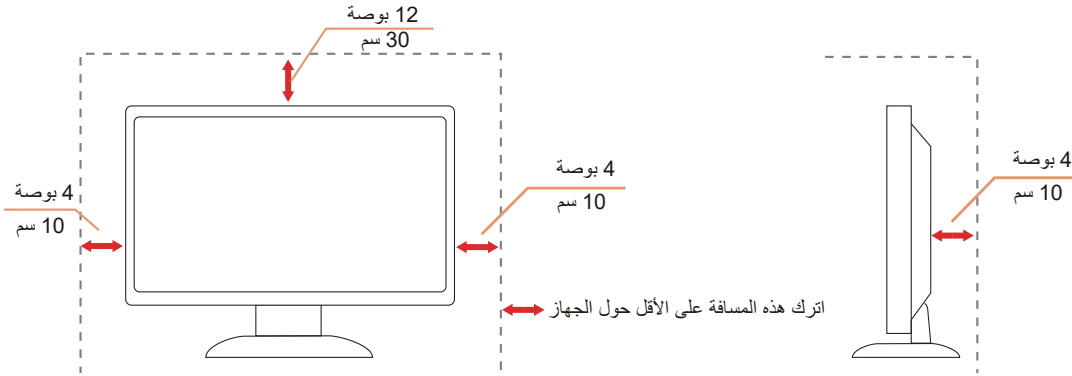 12 بوصة
30 سم
4 بوصة
10 سم
4 بوصة
10 سم
4 بوصة
10 سم
اترك هذه المسافة على الأقل حول الجهاز